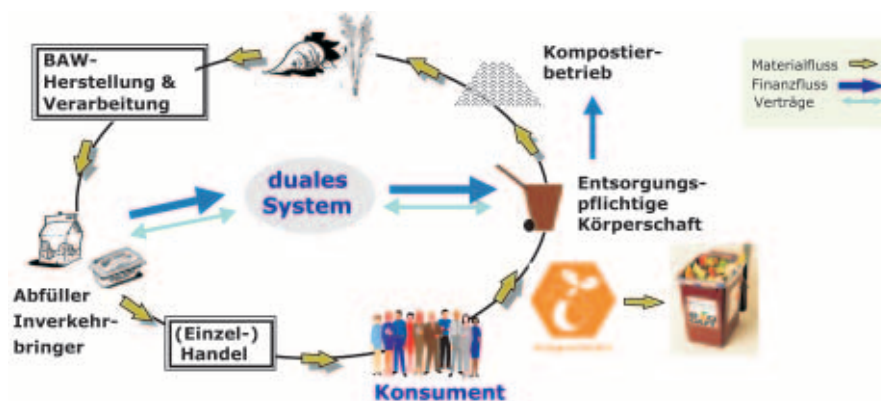 BAW-
Herstellung &
Verarbeitung
Kompostier-
betrieb
Materialfluss
Finanzfluss
Verträge
duales
System
Entsorgungs-
pflichtige
Körperschaft
Abfüller
Inverkehr-
bringer
(Einzel-)
Handel
Konsument